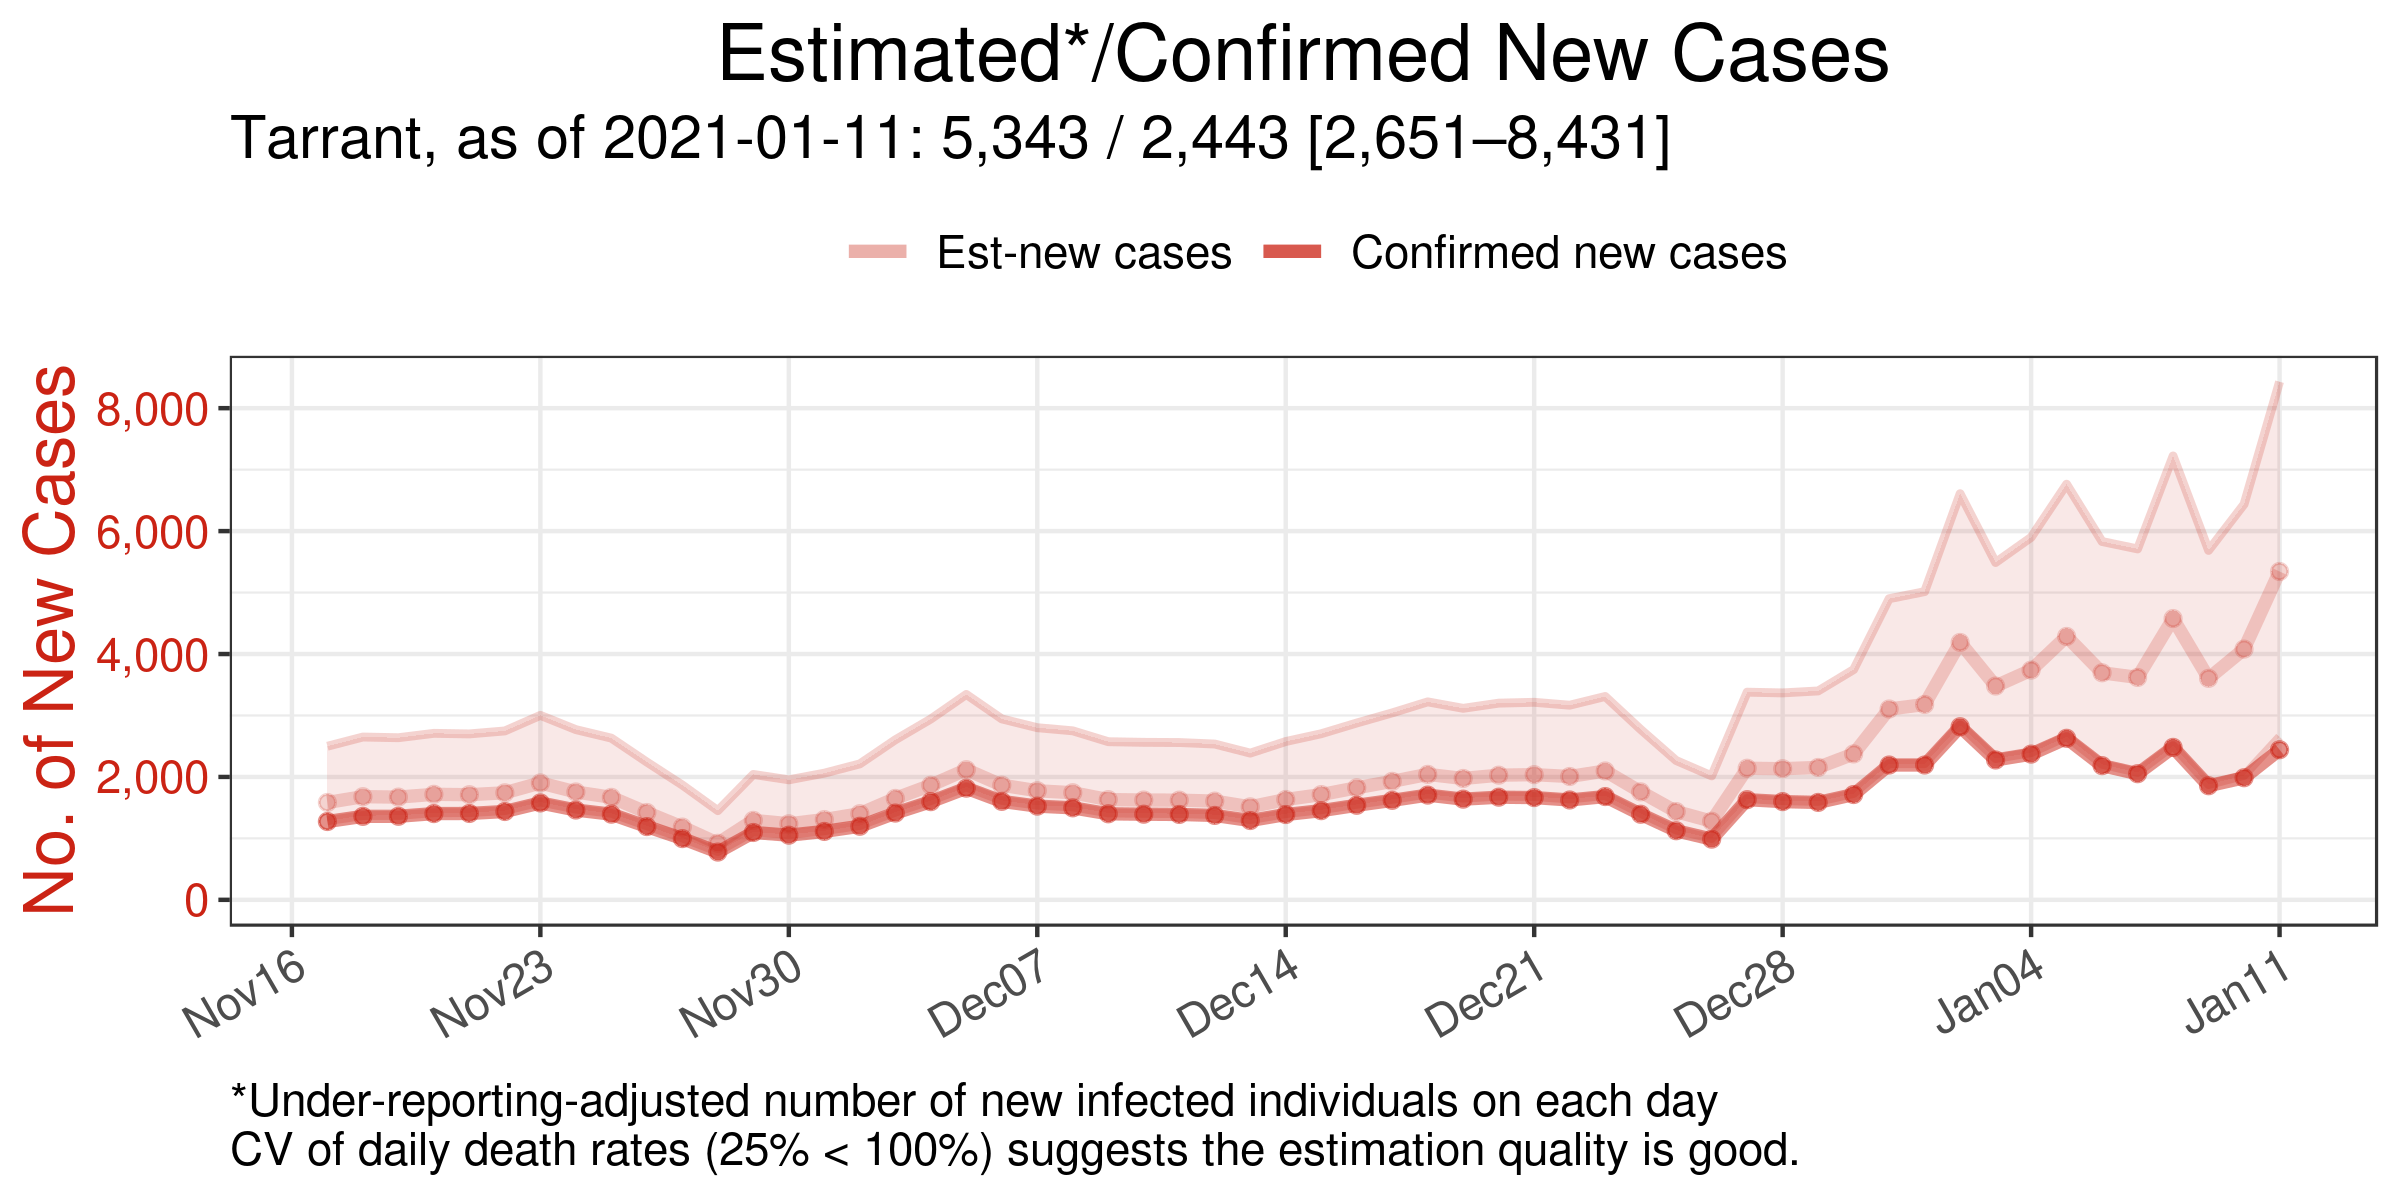 Estimated*/Confirmed New Cases
Tarrant, as of 2021-01-11: 5,343 / 2,443 [2,651–8,431]
Est-new cases
Confirmed new cases
No. of New Cases
8,000
6,000
4,000
2,000
0
Nov16
Nov23
Nov30
Dec07
Dec14
Dec21
Dec28
Jan04
Jan11
*Under-reporting-adjusted number of new infected individuals on each day
CV of daily death rates (25% < 100%) suggests the estimation quality is good.